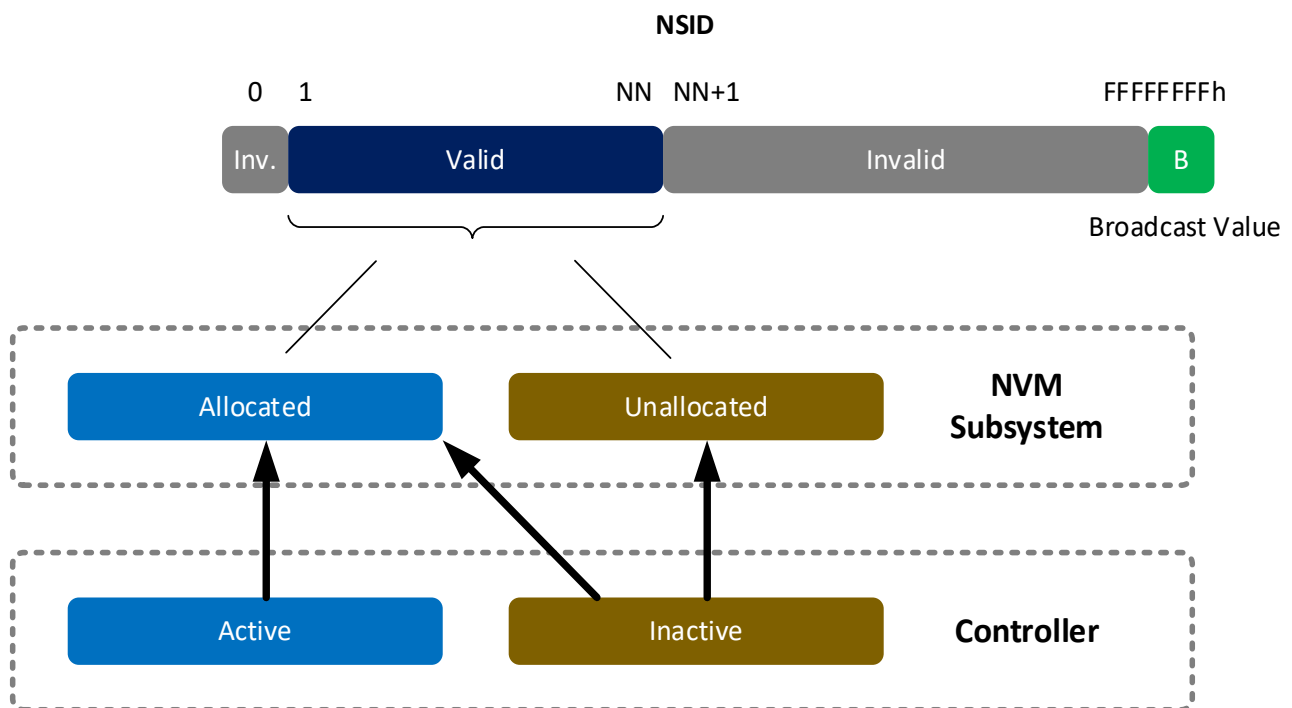 NSID
0 1 NN NN+1 FFFFFFFFh
Inv. Valid Invalid B
Broadcast Value
Allocated Unallocated NVM
Subsystem
Active Inactive Controller